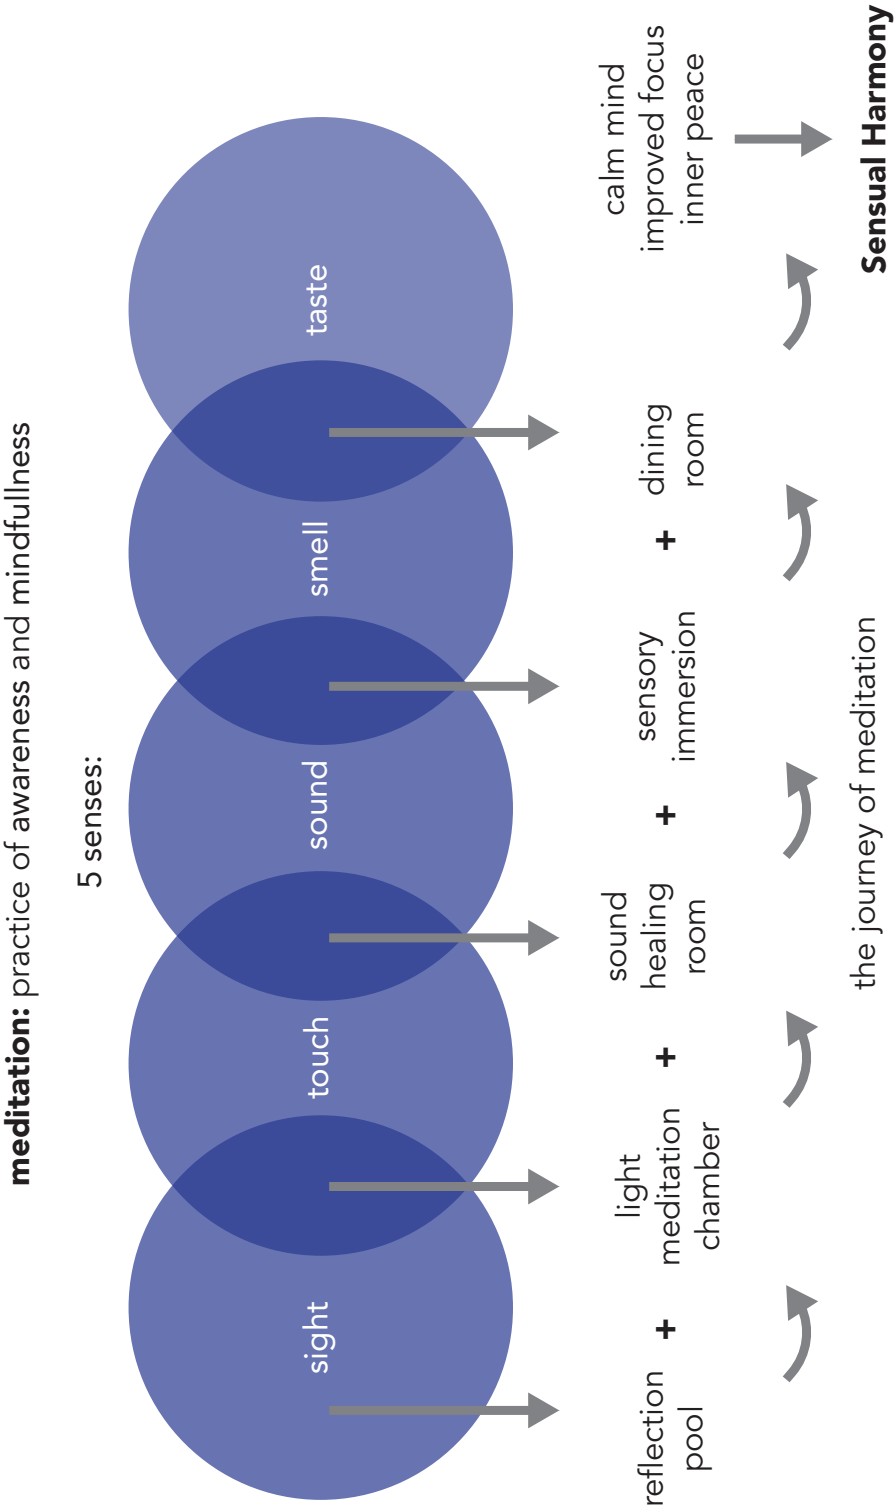 meditation: practice of awareness and mindfullness
5 senses:
sight
touch
sound
smell
taste
reflection
pool
+
light
meditation
chamber
+
sound
healing
room
+
sensory
immersion
+
dining
room
calm mind
improved focus
inner peace
the journey of meditation
Sensual Harmony